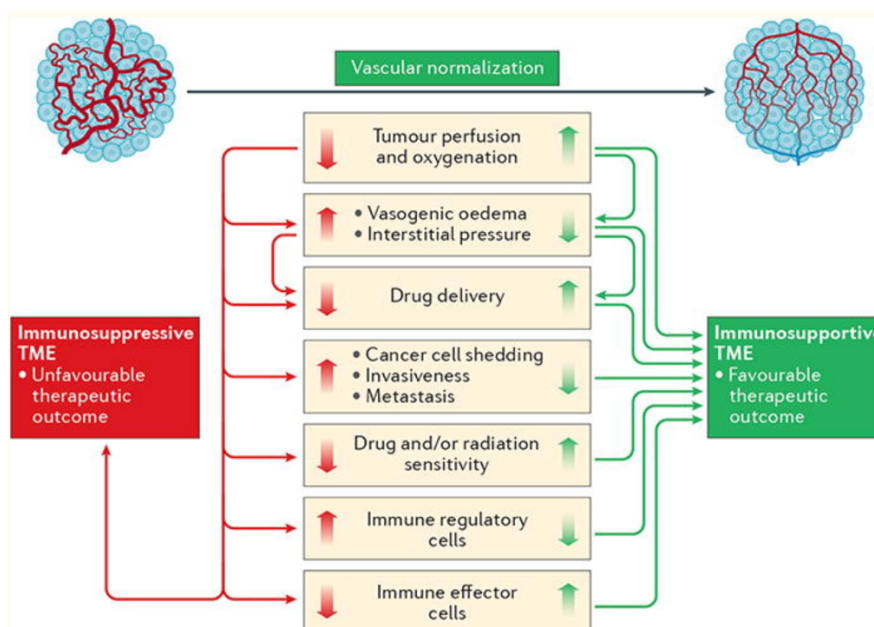 Vascular normalization
Tumour perfusion
and oxygenation
• Vasogenic oedema
• Interstitial pressure
Drug delivery
Immunosuppressive
TME
• Unfavourable
therapeutic
outcome
• Cancer cell shedding
• Invasiveness
• Metastasis
Immunosupportive
TME
• Favourable
therapeutic
outcome
Drug and/or radiation
sensitivity
Immune regulatory
cells
Immune effector
cells